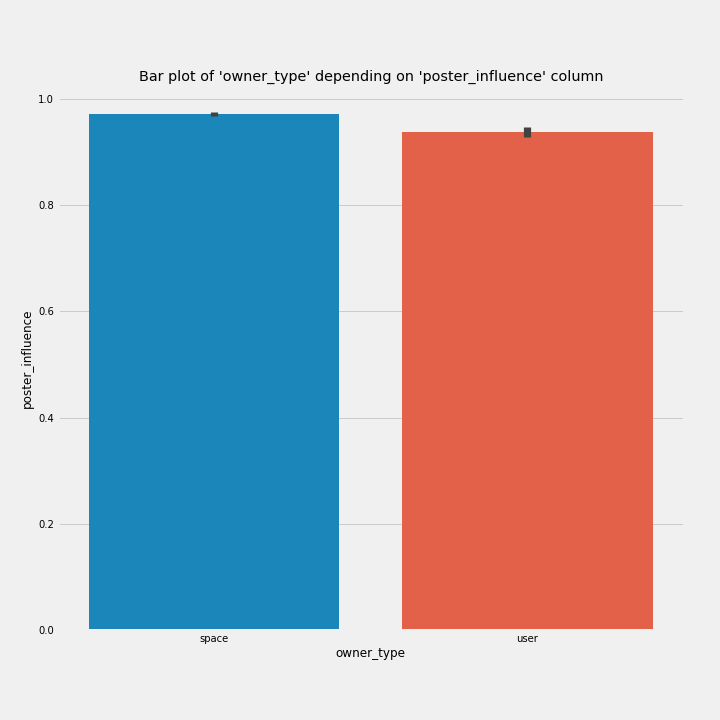 Bar plot of 'owner_type' depending on 'poster_influence' column
1.0
0.8
0.6
0.4
0.2
0.0
poster_influence
space
user
owner_type